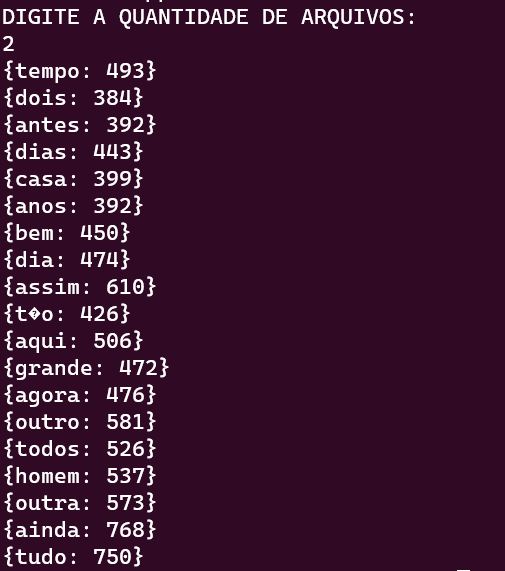 DIGITE A QUANTIDADE DE ARQUIVOS:
2
{tempo: 493}
{dois: 384}
{antes: 392}
{dias: 443}
{casa: 399}
{anos: 392}
{bem: 450}
{dia: 474}
{assim: 610}
{t�o: 426}
{aqui: 506}
{grande: 472}
{agora: 476}
{outro: 581}
{todos: 526}
{homem: 537}
{outra: 573}
{ainda: 768}
{tudo: 750}